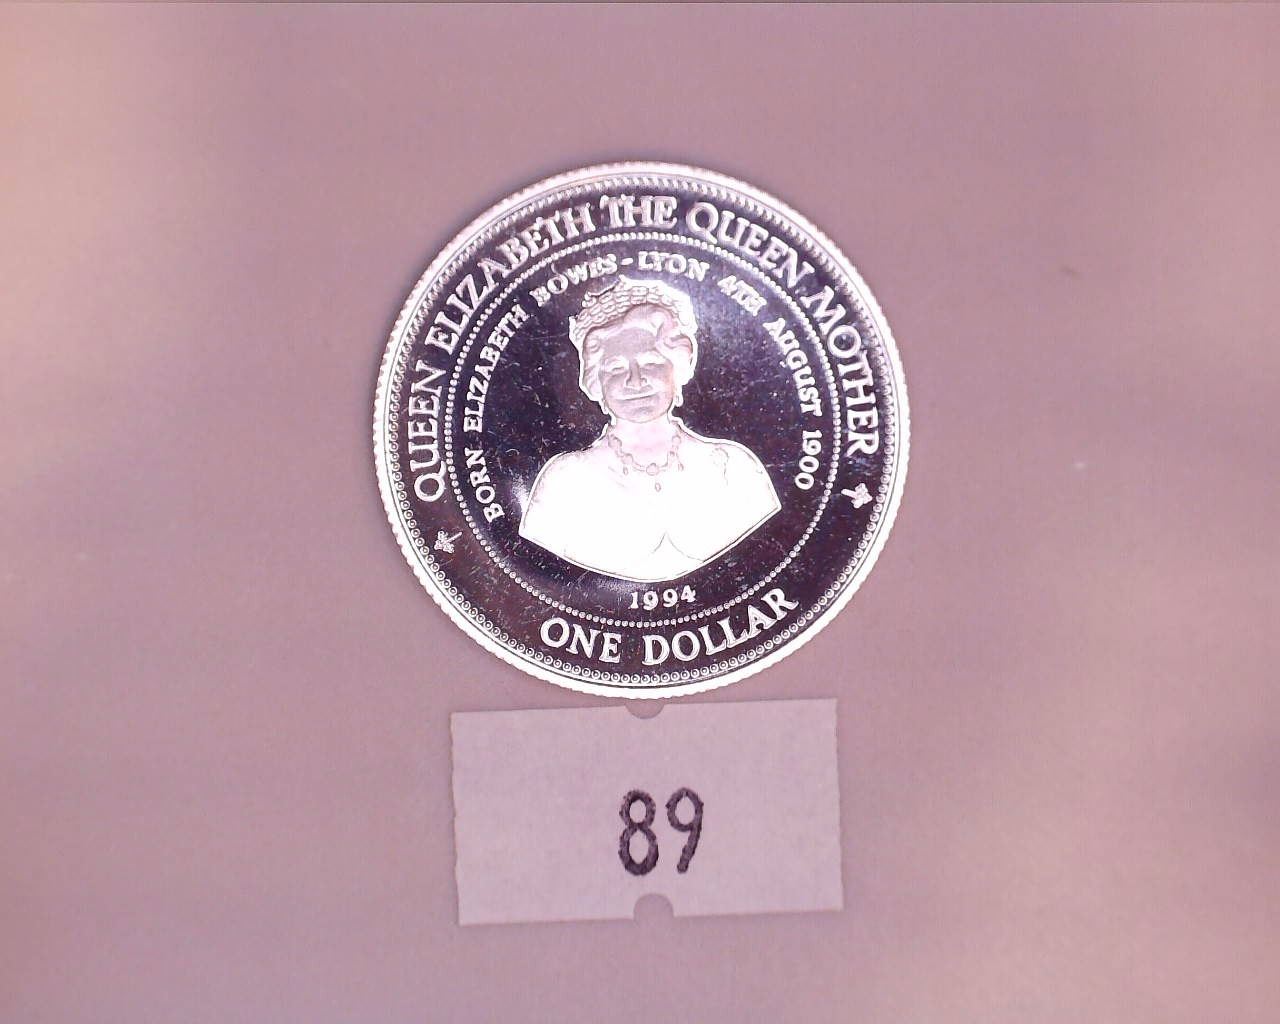 QUEEN ELIZABETH THE QUEEN MOTHER
BORN ELIZABETH BOWES-LYON 4TH AUGUST 1900
1994
ONE DOLLAR
89